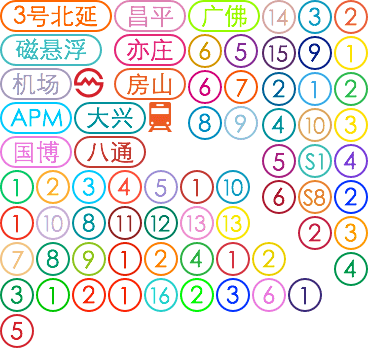 3号北延 昌平 广佛 14 3 2
磁悬浮 亦庄 6 5 15 9 1
机场 房山 6 7 2 1 2
APM 大兴 8 9 4 10 3
国博 八通 5 S1 4
1 2 3 4 5 1 10 6 S8 2
1 10 8 11 12 13 13 2 3
7 8 9 1 2 4 1 2 4
3 1 2 1 16 2 3 6 1
5